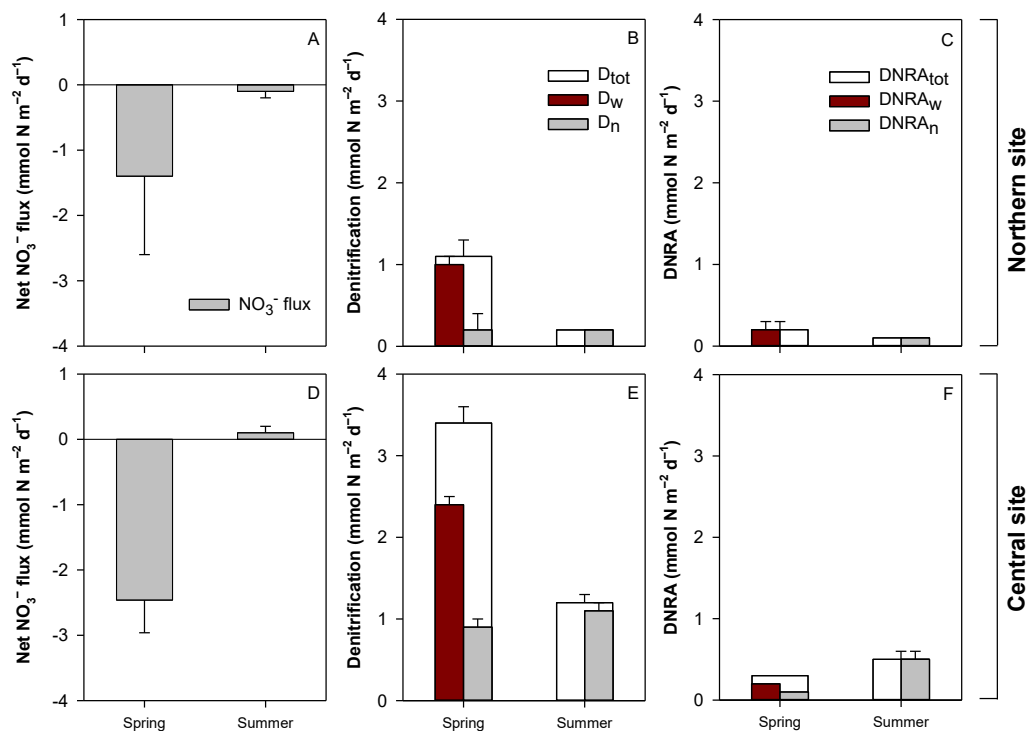 A
B
C
1
0
-1
-2
-3
-4
Net NO₃⁻ flux (mmol N m⁻² d⁻¹)
NO₃⁻ flux
4
3
2
1
0
Denitrification (mmol N m⁻² d⁻¹)
Dtot
Dw
Dn
4
3
2
1
0
DNRA (mmol N m⁻² d⁻¹)
DNRAtot
DNRAw
DNRAn
Northern site
D
E
F
1
0
-1
-2
-3
-4
Net NO₃⁻ flux (mmol N m⁻² d⁻¹)
Spring Summer
4
3
2
1
0
Denitrification (mmol N m⁻² d⁻¹)
Spring Summer
4
3
2
1
0
DNRA (mmol N m⁻² d⁻¹)
Spring Summer
Central site